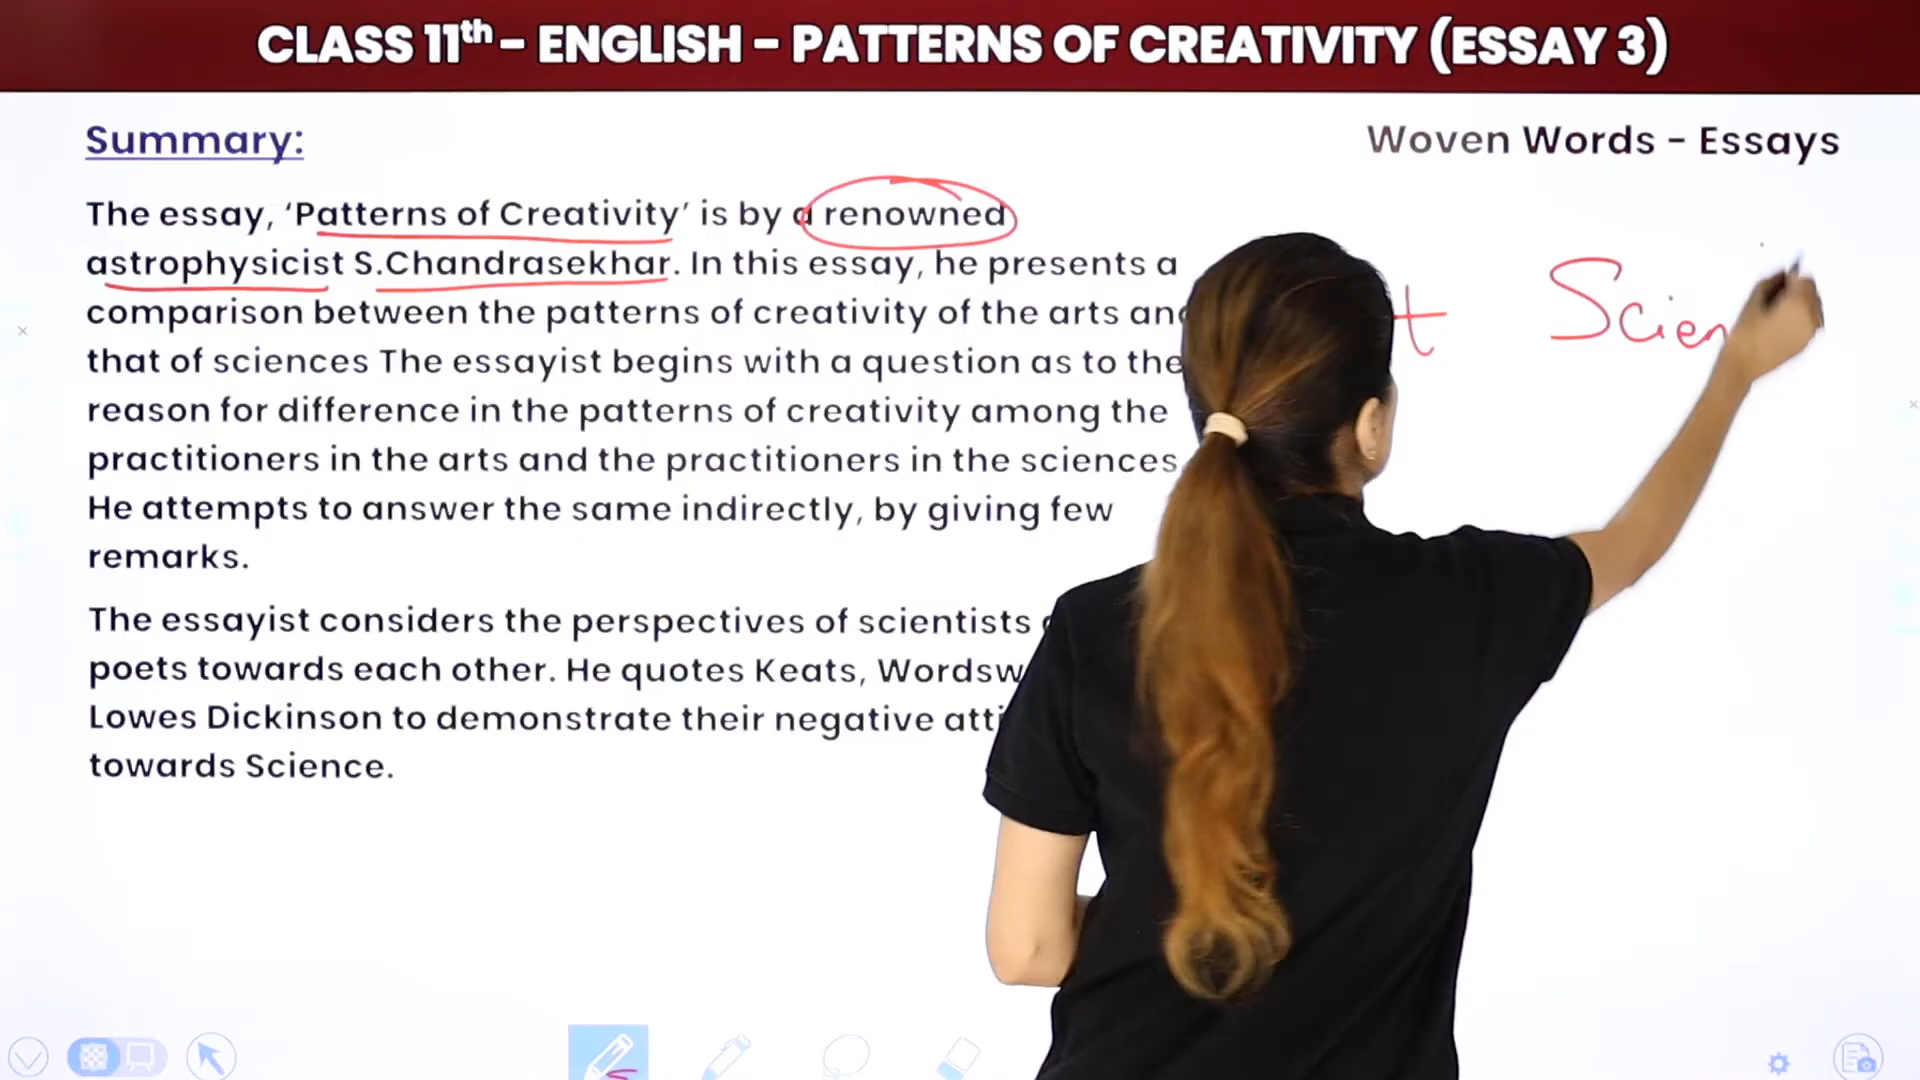 CLASS 11th – ENGLISH – PATTERNS OF CREATIVITY (ESSAY 3)
Summary:
Woven Words - Essays
The essay, ‘Patterns of Creativity’ is by a renowned
astrophysicist S.Chandrasekhar. In this essay, he presents a
comparison between the patterns of creativity of the arts and
that of sciences The essayist begins with a question as to the
reason for difference in the patterns of creativity among the
practitioners in the arts and the practitioners in the sciences
He attempts to answer the same indirectly, by giving few
remarks.
The essayist considers the perspectives of scientists
poets towards each other. He quotes Keats,
Lowes Dickinson to demonstrate their negative
towards Science.
Scien